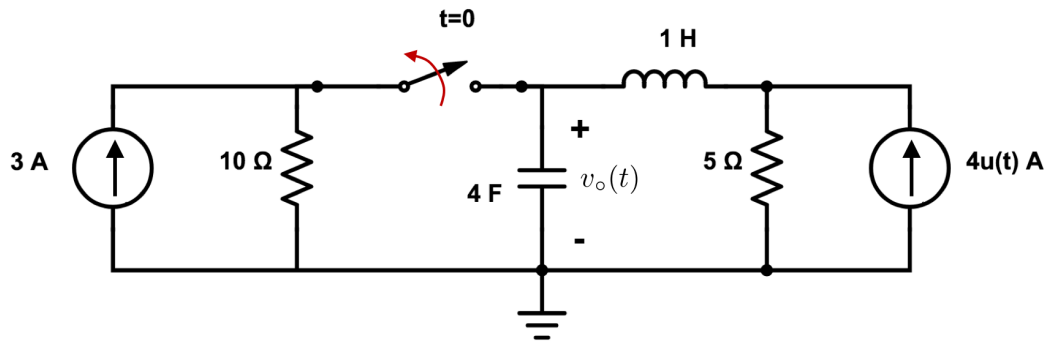 t=0
1 H
3 A
10 Ω
+
4 F
v○(t)
-
5 Ω
4u(t) A